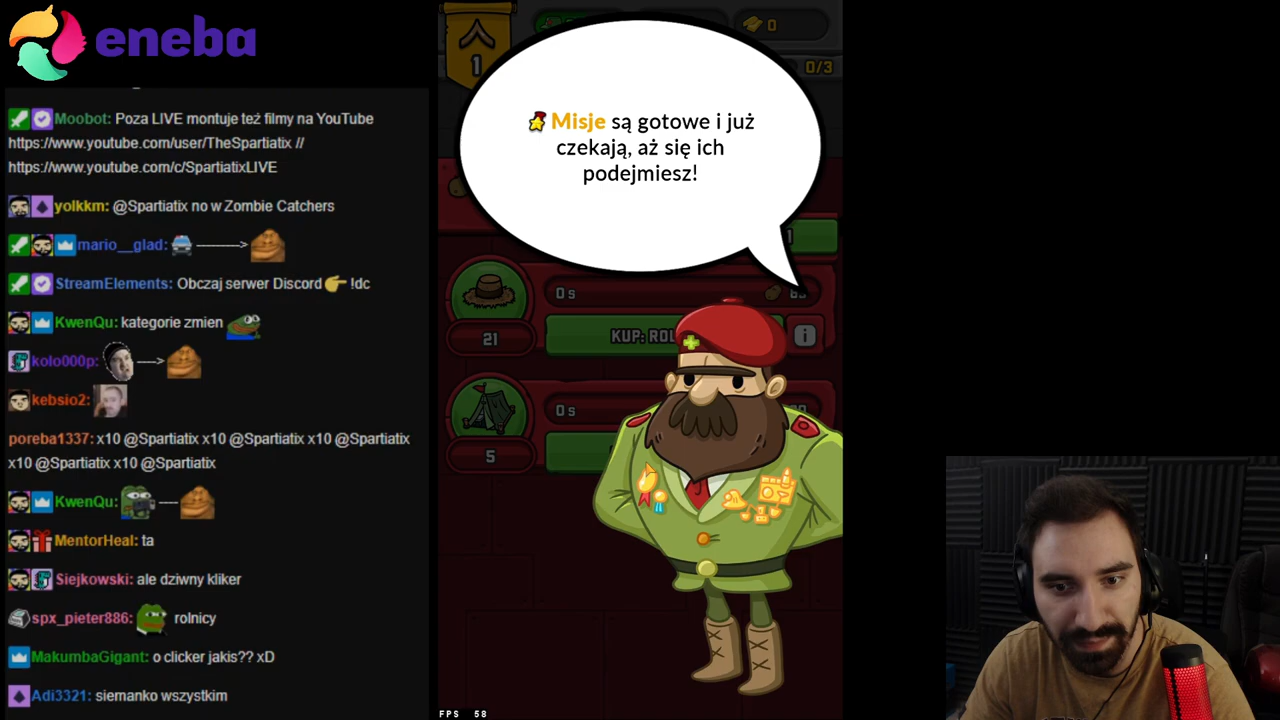 eneba
Moobot: Poza LIVE montuje też filmy na YouTube
https://www.youtube.com/user/TheSpartiatix //
https://www.youtube.com/c/SpartiatixLIVE
yolkkm: @Spartiatix no w Zombie Catchers
mario__glad: -------->
StreamElements: Obczaj serwer Discord !dc
KwenQu: kategorie zmien
kolo000p: ---->
kebsio2:
poreba1337: x10 @Spartiatix x10 @Spartiatix x10 @Spartiatix
x10 @Spartiatix x10 @Spartiatix
KwenQu: ----
MentorHeal: ta
Siejkowski: ale dziwny kliker
spx_pieter886: rolnicy
MakumbaGigant: o clicker jakis?? xD
Adi3321: siemanko wszystkim
1
0
0/3
Misje są gotowe i już
czekają, aż się ich
podejmiesz!
1
0 s
21
KUP:
i
0 s
5
FPS 58